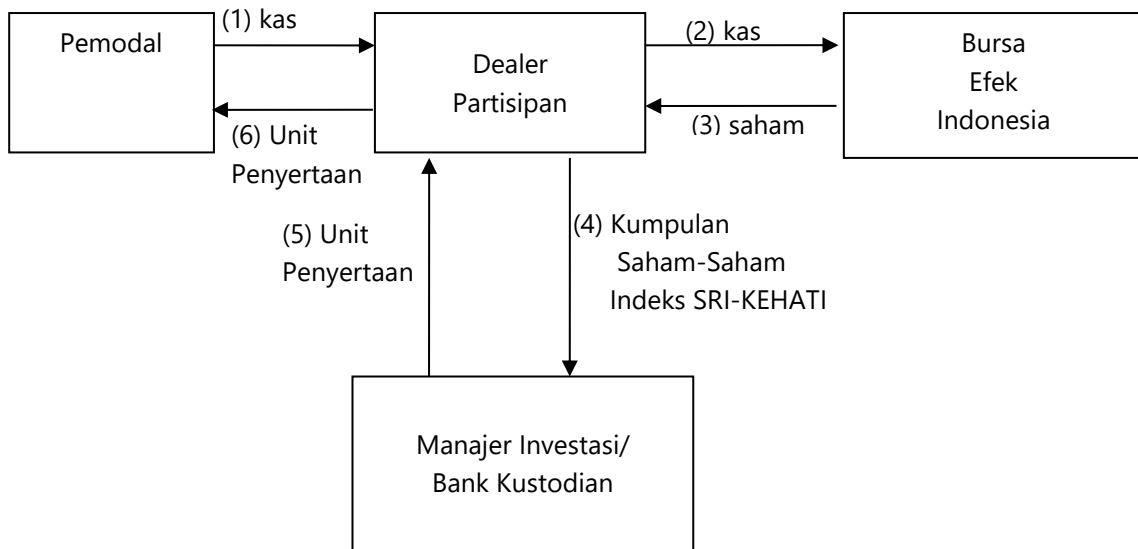 Pemodal
(1) kas
Dealer
Partisipan
(2) kas
Bursa
Efek
Indonesia
(3) saham
(6) Unit
Penyertaan
(5) Unit
Penyertaan
(4) Kumpulan
Saham-Saham
Indeks SRI-KEHATI
Manajer Investasi/
Bank Kustodian